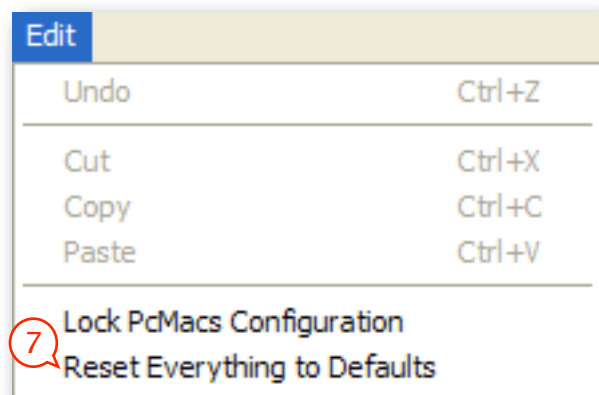 Edit
Undo Ctrl+Z
Cut Ctrl+X
Copy Ctrl+C
Paste Ctrl+V
Lock PcMacs Configuration
7
Reset Everything to Defaults